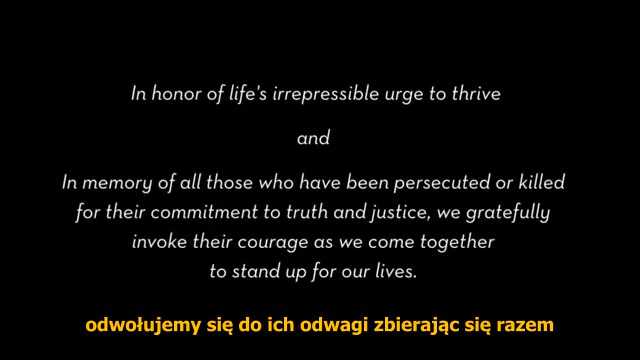 In honor of life's irrepressible urge to thrive
and
In memory of all those who have been persecuted or killed
for their commitment to truth and justice, we gratefully
invoke their courage as we come together
to stand up for our lives.
odwołujemy się do ich odwagi zbierając się razem